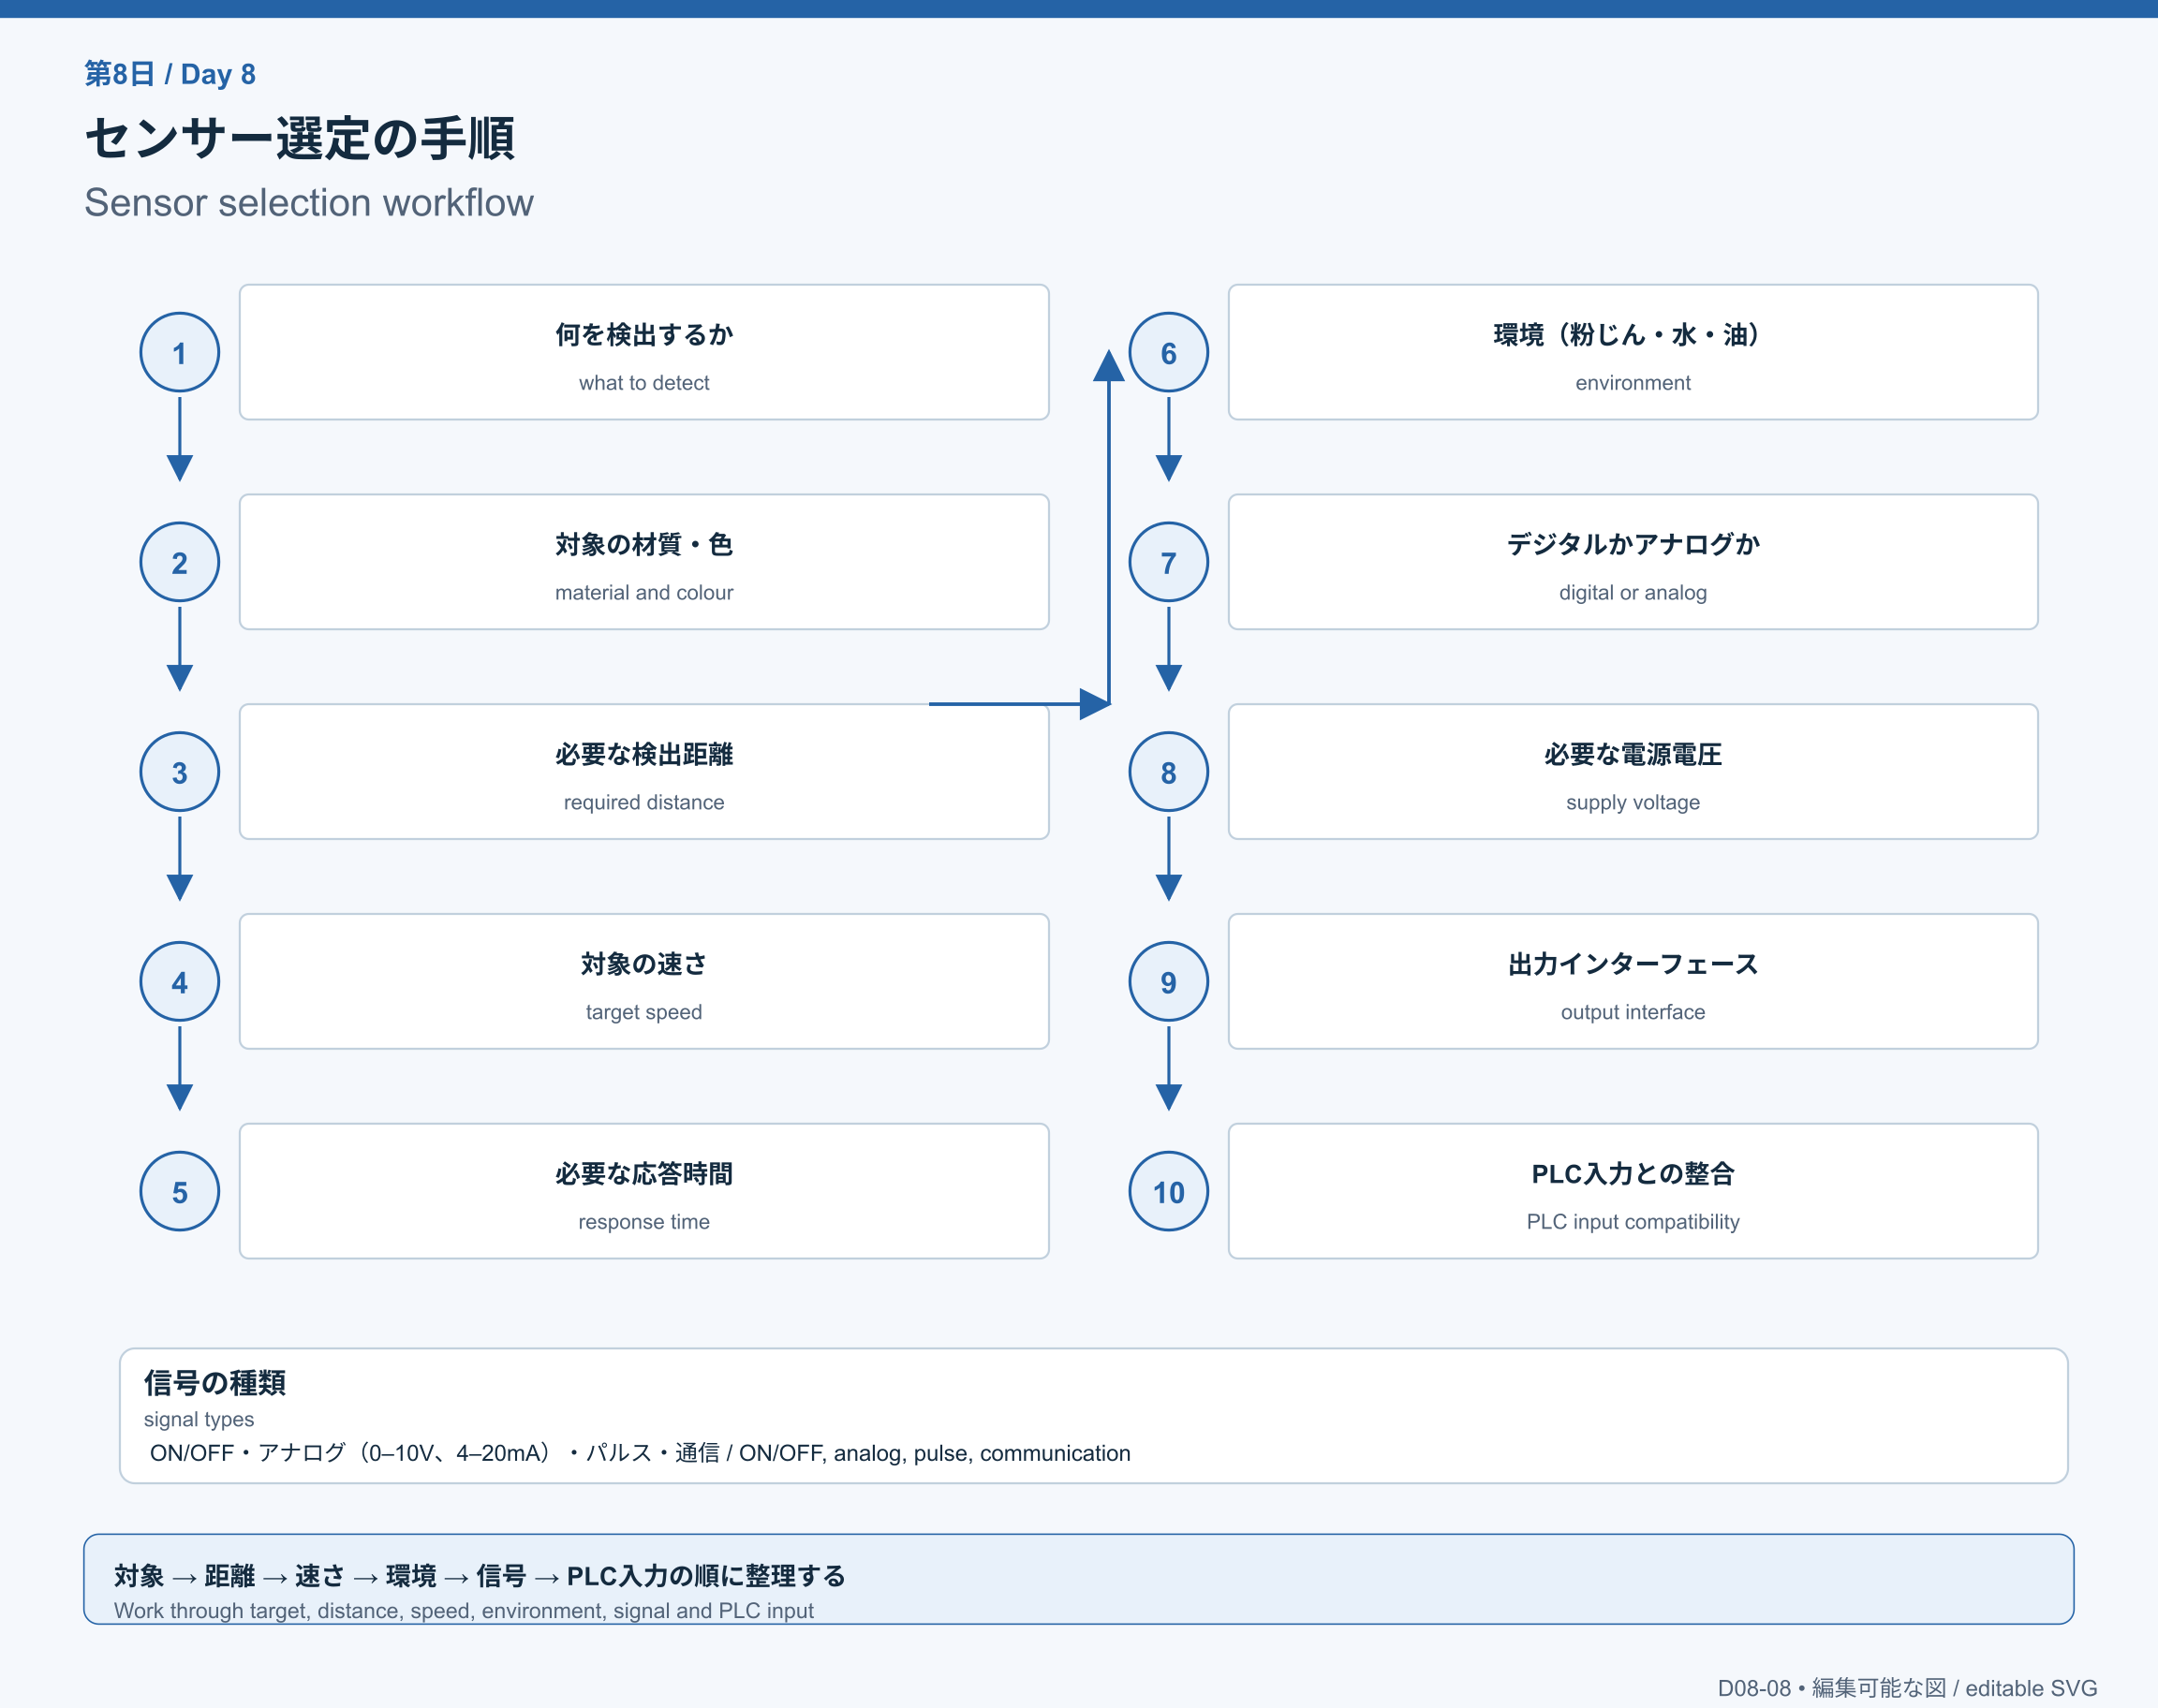 第8日 / Day 8
センサー選定の手順
Sensor selection workflow
1
何を検出するか
what to detect
2
対象の材質・色
material and colour
3
必要な検出距離
required distance
4
対象の速さ
target speed
5
必要な応答時間
response time
6
環境（粉じん・水・油）
environment
7
デジタルかアナログか
digital or analog
8
必要な電源電圧
supply voltage
9
出力インターフェース
output interface
10
PLC入力との整合
PLC input compatibility
信号の種類
signal types
ON/OFF・アナログ（0–10V、4–20mA）・パルス・通信 / ON/OFF, analog, pulse, communication
対象 → 距離 → 速さ → 環境 → 信号 → PLC入力の順に整理する
Work through target, distance, speed, environment, signal and PLC input
D08-08 • 編集可能な図 / editable SVG